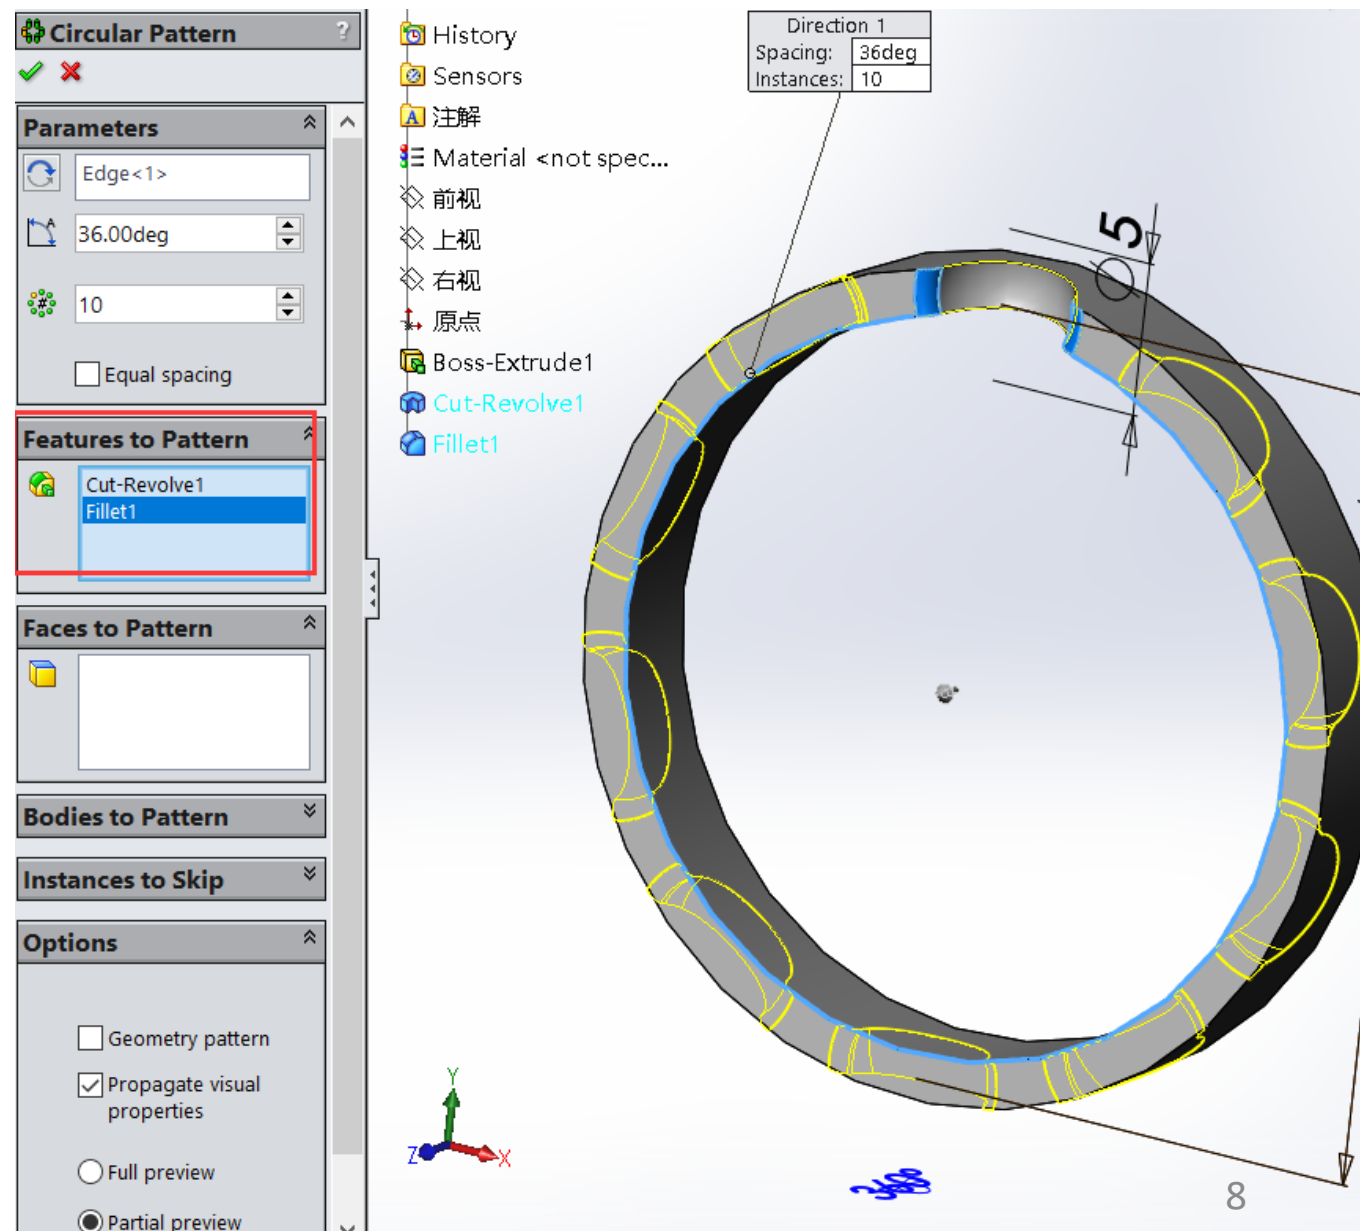 Circular Pattern
?
Parameters
Edge<1>
36.00deg
10
Equal spacing
Features to Pattern
Cut-Revolve1
Fillet1
Faces to Pattern
Bodies to Pattern
Instances to Skip
Options
Geometry pattern
Propagate visual
properties
Full preview
Partial preview
History
Sensors
A 注解
Material <not spec...
前视
上视
右视
原点
Boss-Extrude1
Cut-Revolve1
Fillet1
Direction 1
Spacing: 36deg
Instances: 10
∅5
Y
Z
X
8